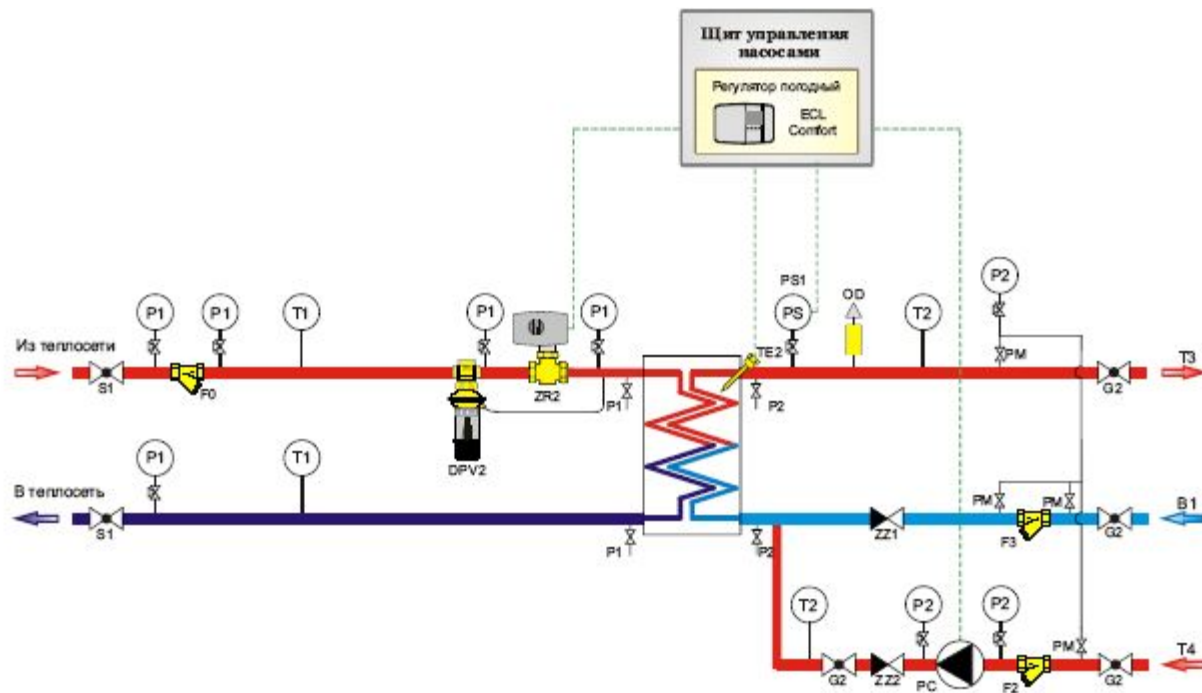 Щит управления
насосами
Регулятор погодный
ECL
Comfort
PS1
P2
P1
P1
T1
P1
P1
PS
OD
T2
Из теплосети
TE2
PM
T3
S1
F0
ZR2
P1
P2
G2
P1
T1
DPV2
В теплосеть
PM
PM
B1
S1
P1
P2
ZZ1
F3
G2
T2
P2
P2
PM
T4
G2
ZZ2
PC
F2
G2